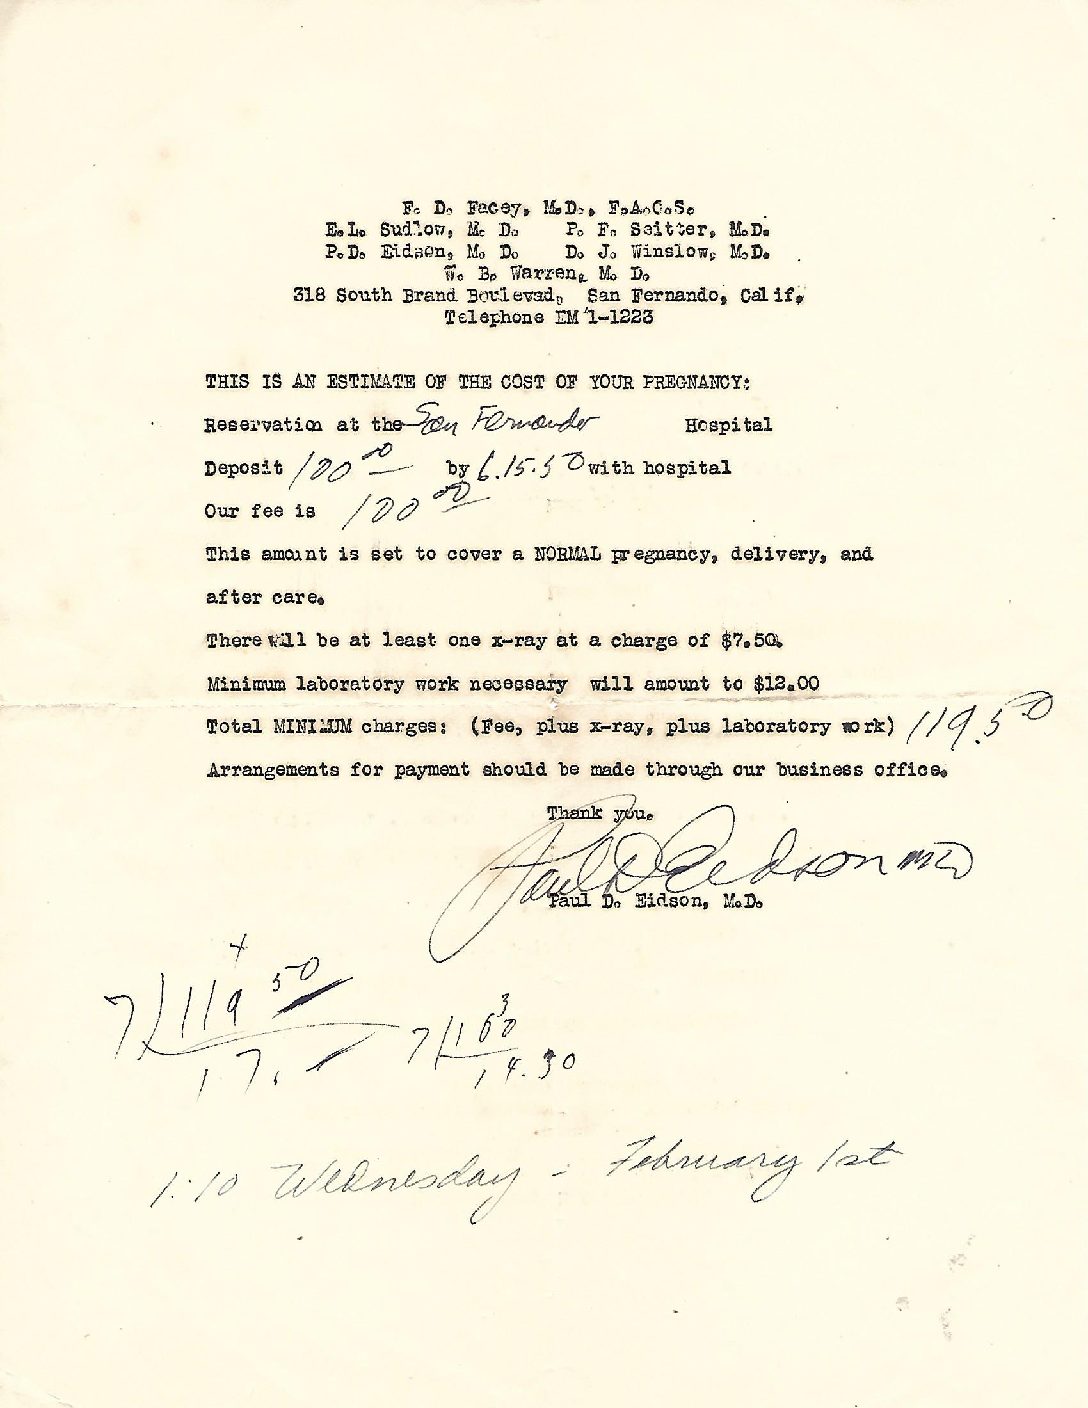 F. D. Facey, M.D., F.A.C.S.
E.L. Sudlow, M. D.    P. F. Seitter, M.D.
P.D. Eidson, M. D.    D. J. Winslow, M.D.
W. B. Warren, M. D.
318 South Brand Boulevad, San Fernando, Calif,
Telephone EM 1-1223
THIS IS AN ESTIMATE OF THE COST OF YOUR PREGNANCY:
Reservation at the San Fernando Hospital
Deposit 100.00 by 6.15.50 with hospital
Our fee is 100.00
This amount is set to cover a NORMAL pregnancy, delivery, and
after care.
There will be at least one x-ray at a charge of $7.50.
Minimum laboratory work necessary will amount to $12.00
Total MINIMUM charges: (Fee, plus x-ray, plus laboratory work) 119.50
Arrangements for payment should be made through our business office.
Thank you.
Paul D Eidson MD
Paul D. Eidson, M.D.
7 119 50
17.
7 100
14.30
1:10 Wednesday - February 1st